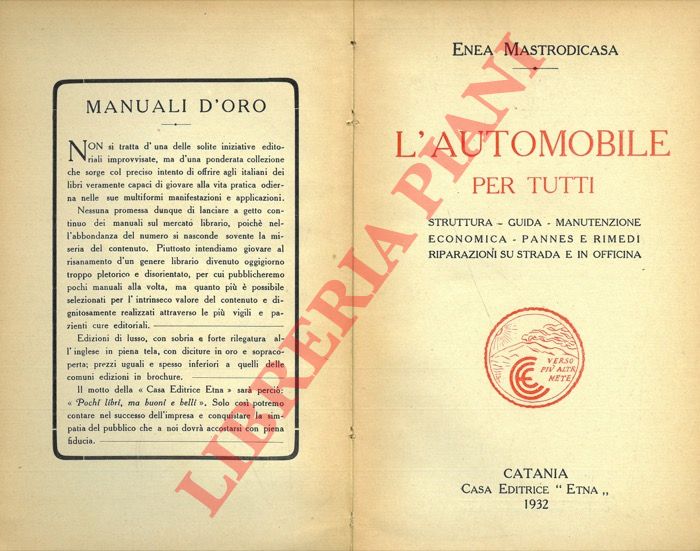 MANUALI D'ORO
NON si tratta d'una delle solite iniziative edito-
riali improvvisate, ma d'una ponderata collezione
che sorge col preciso intento di offrire agli italiani dei
libri veramente capaci di giovare alla vita pratica odier-
na nelle sue multiformi manifestazioni e applicazioni.
Nessuna promessa dunque di lanciare a getto con-
tinuo dei manuali sul mercato librario, poichè nel-
l'abbondanza del numero si nasconde sovente la mi-
seria del contenuto. Piuttosto intendiamo giovare al
risanamento d'un genere librario divenuto oggigiorno
troppo pletorico e disorientato, per cui pubblicheremo
pochi manuali alla volta, ma quanto più è possibile
selezionati per l'intrinseco valore del contenuto e di-
gnitosamente realizzati attraverso le più vigili e pa-
zienti cure editoriali.
Edizioni di lusso, con sobria e forte rilegatura al-
l'inglese in piena tela, con diciture in oro e sopraco-
perta; prezzi uguali e spesso inferiori a quelli delle
comuni edizioni in brochure.
Il motto della « Casa Editrice Etna » sarà perciò:
« Pochi libri, ma buoni e belli ». Solo così potremo
contare nel successo dell'impresa e conquistare la sim-
patia del pubblico che a noi dovrà accostarsi con piena
fiducia.
ENEA MASTRODICASA
L'AUTOMOBILE
PER TUTTI
STRUTTURA - GUIDA - MANUTENZIONE
ECONOMICA - PANNES E RIMEDI
RIPARAZIONI SU STRADA E IN OFFICINA
VERSO
PIÙ ALTE
METE
CE
CATANIA
CASA EDITRICE "ETNA„
1932
LIBRERIA PIANI